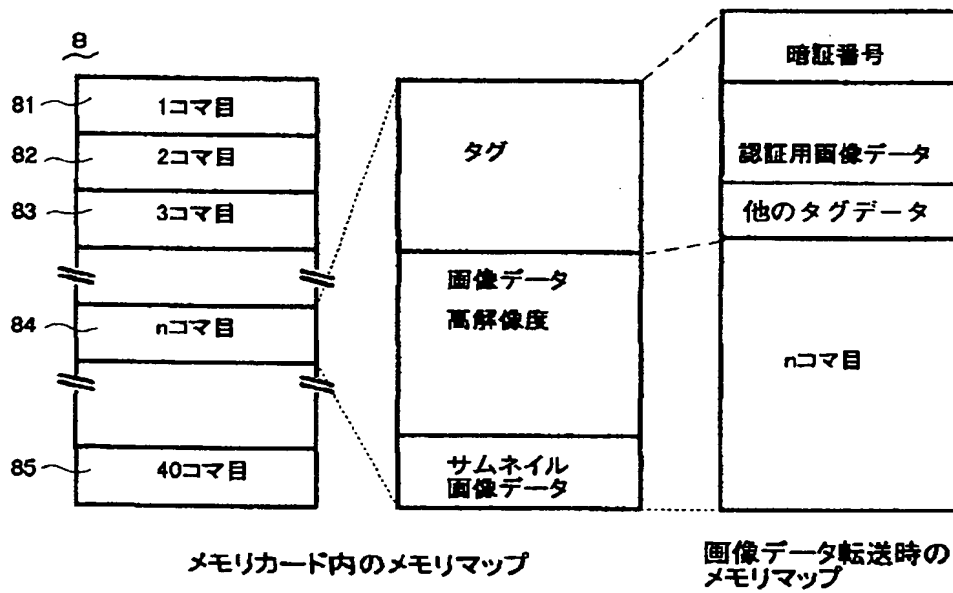 8
81
1コマ目
82
2コマ目
83
3コマ目
84
nコマ目
85
40コマ目
タグ
画像データ
高解像度
サムネイル
画像データ
暗証番号
認証用画像データ
他のタグデータ
nコマ目
メモリカード内のメモリマップ
画像データ転送時の
メモリマップ